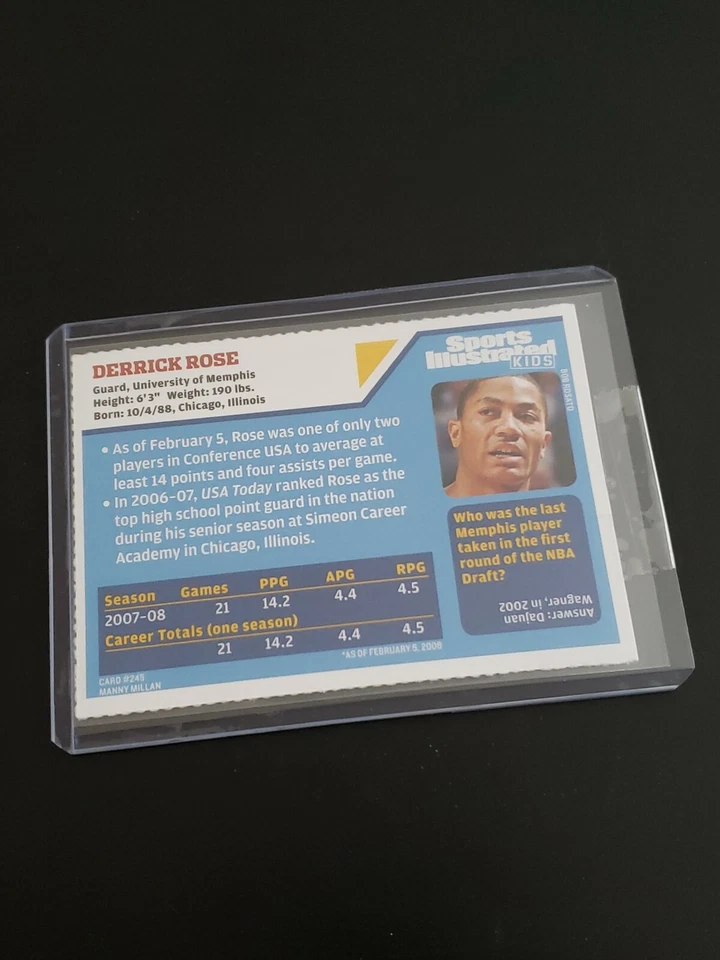 DERRICK ROSE
Guard, University of Memphis
Height: 6'3" Weight: 190 lbs.
Born: 10/4/88, Chicago, Illinois
• As of February 5, Rose was one of only two
players in Conference USA to average at
least 14 points and four assists per game.
• In 2006-07, USA Today ranked Rose as the
top high school point guard in the nation
during his senior season at Simeon Career
Academy in Chicago, Illinois.
Season Games PPG APG RPG
2007-08 21 14.2 4.4 4.5
Career Totals (one season)
21 14.2 4.4 4.5
*AS OF FEBRUARY 5, 2008
CARD #245
MANNY MILLAN
Sports
Illustrated
KIDS
BOB ROSATO
Who was the last
Memphis player
taken in the first
round of the NBA
Draft?
Answer: Dajuan
Wagner, in 2002